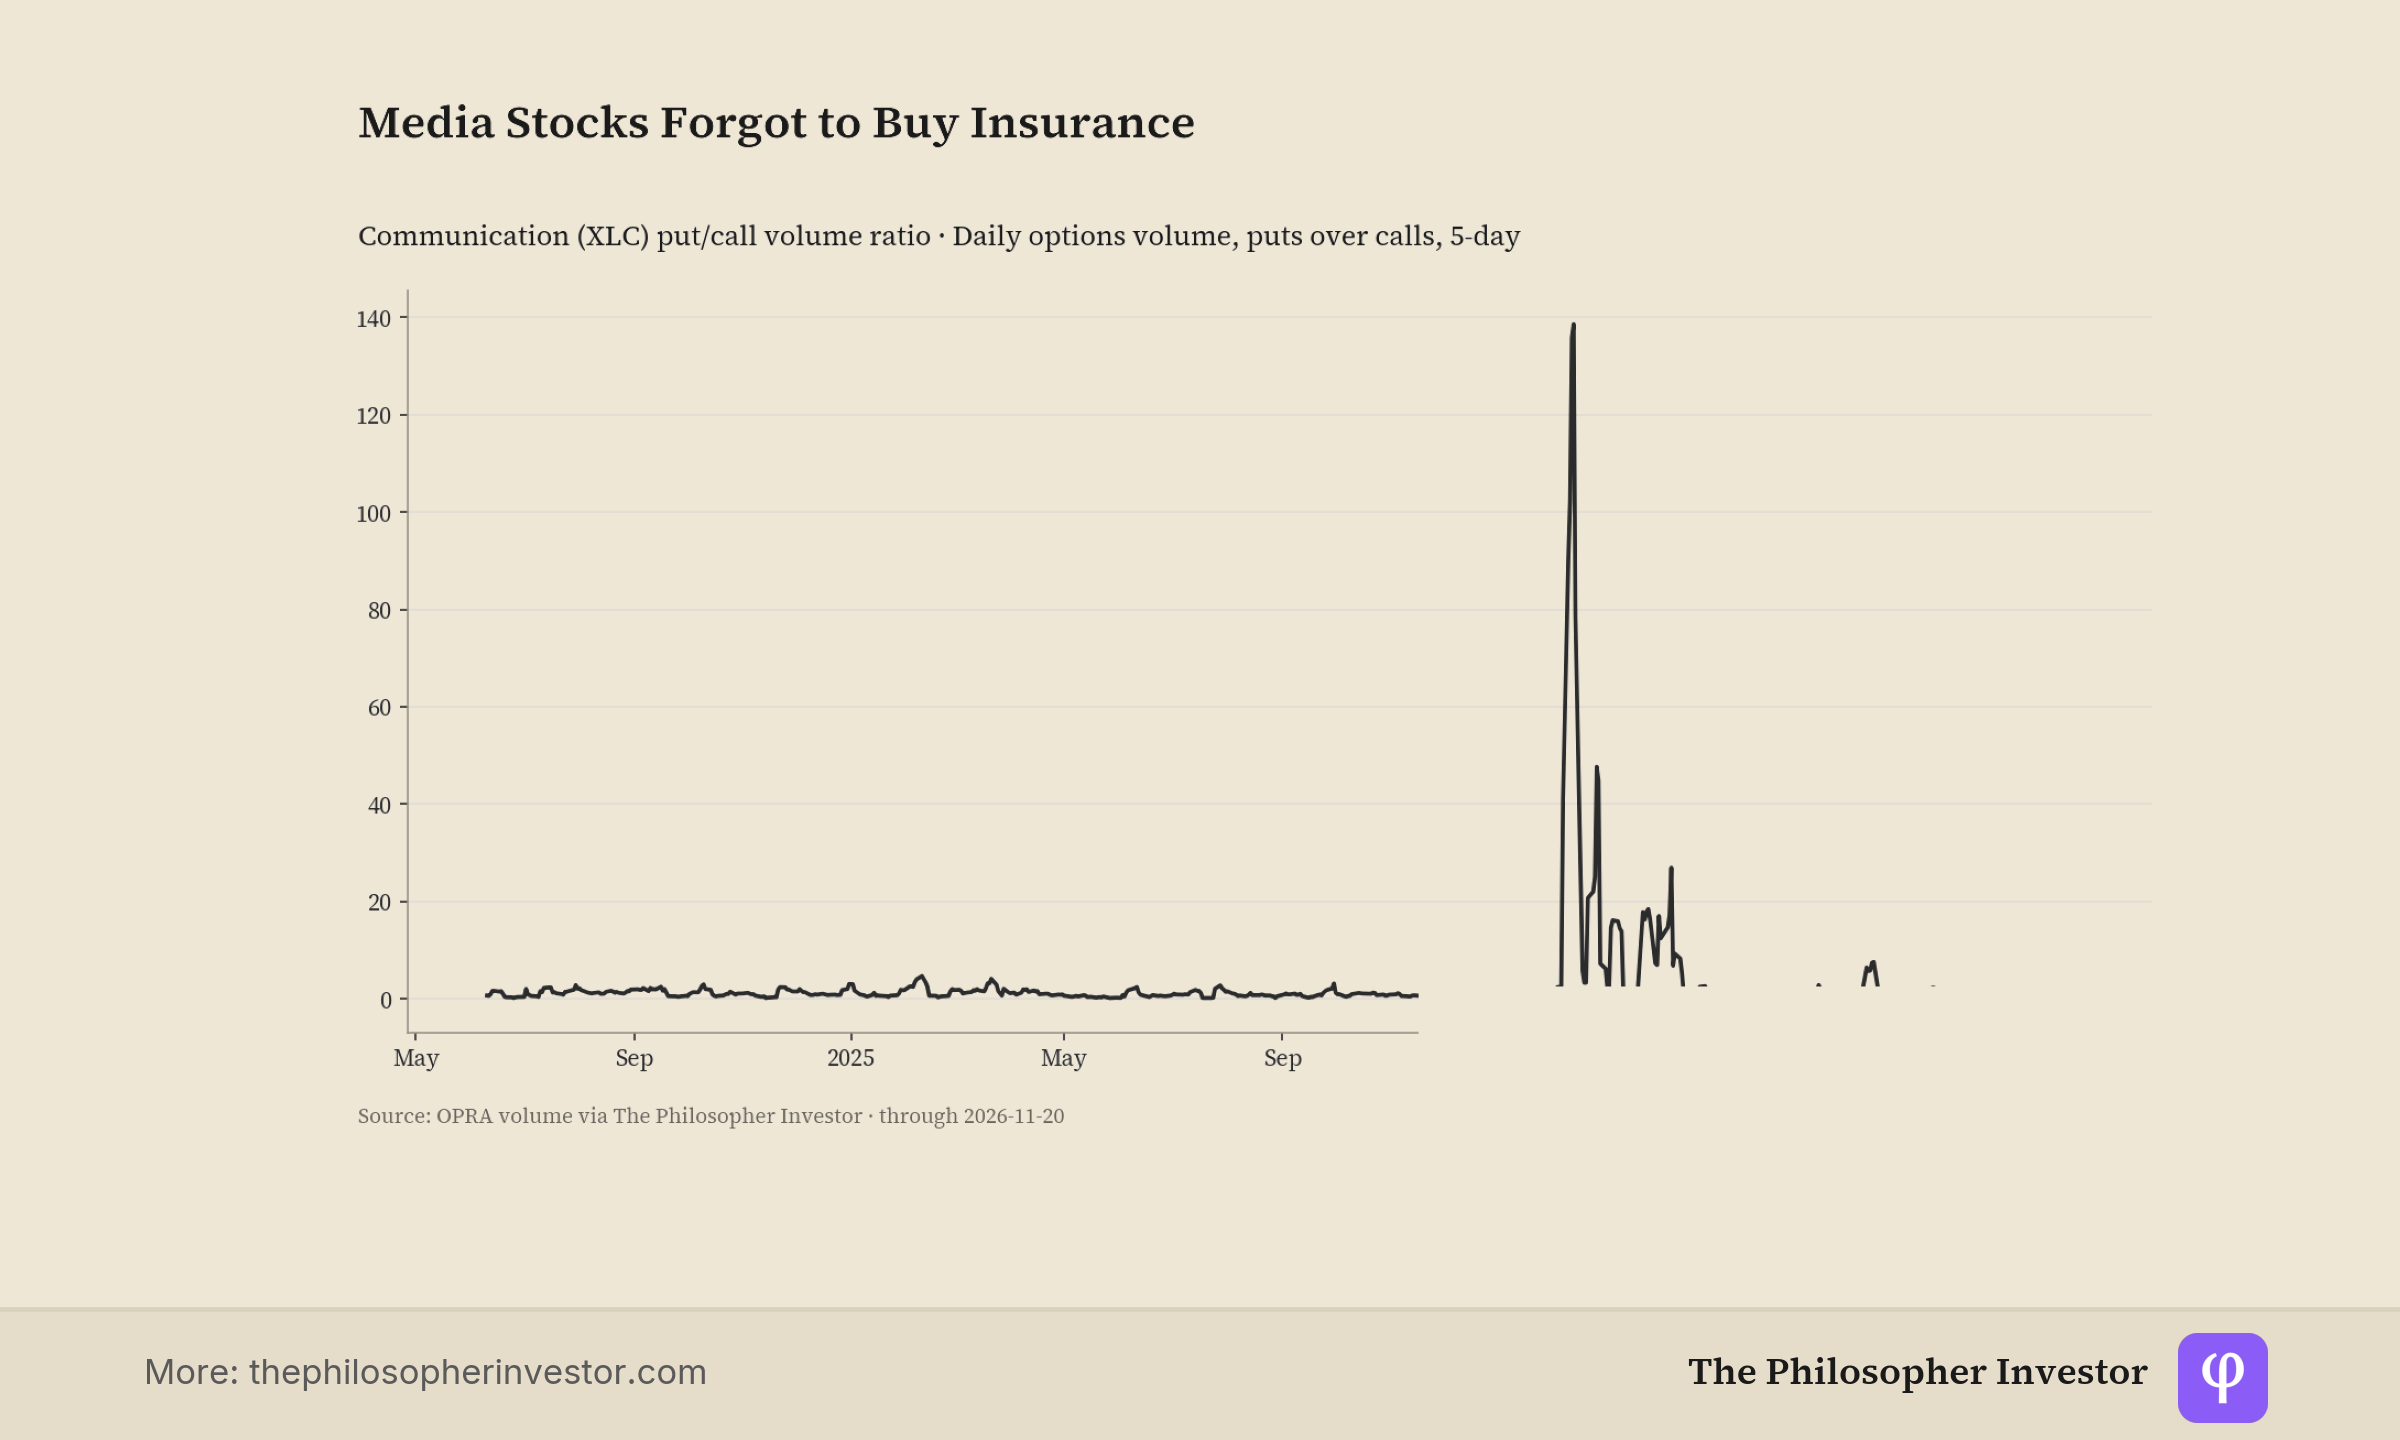 Media Stocks Forgot to Buy Insurance
Communication (XLC) put/call volume ratio · Daily options volume, puts over calls, 5-day
140
120
100
80
60
40
20
0
May Sep 2025 May Sep
Source: OPRA volume via The Philosopher Investor · through 2026-11-20
More: thephilosopherinvestor.com
The Philosopher Investor φ